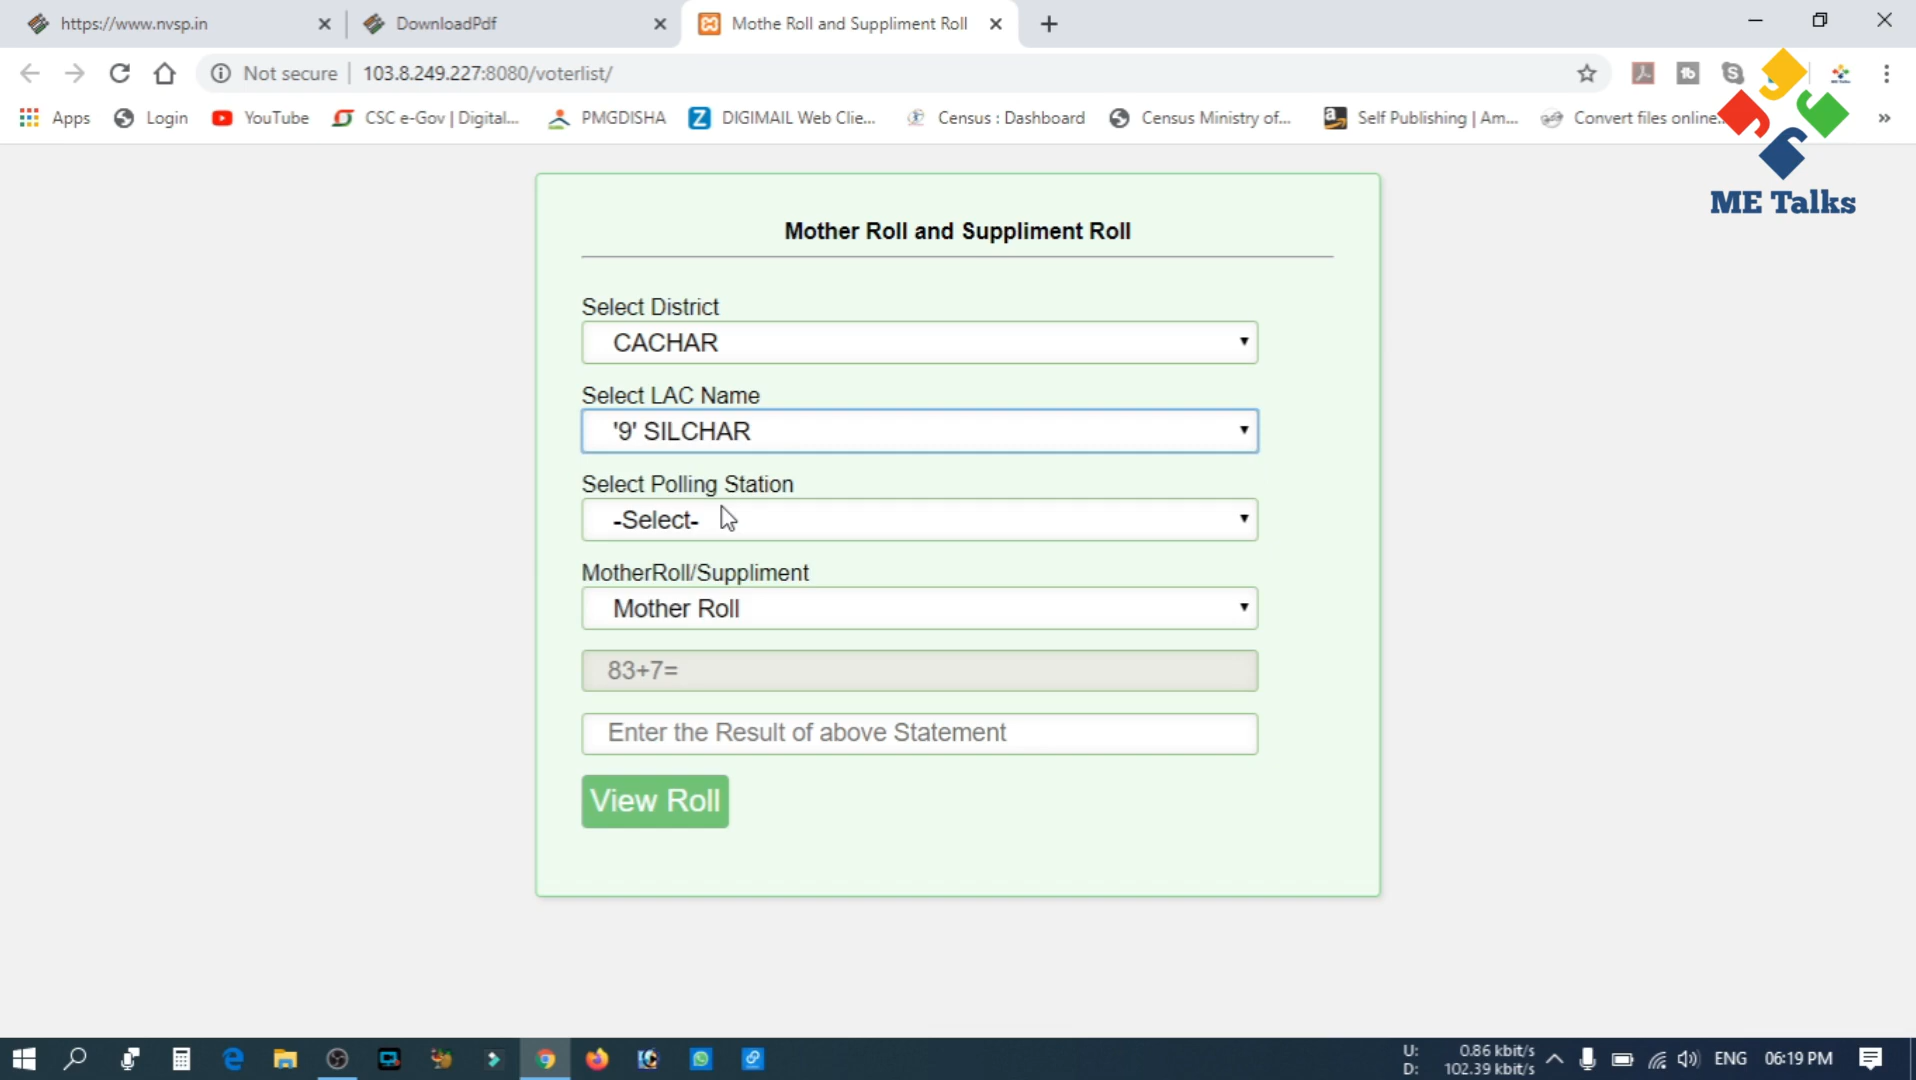 https://www.nvsp.in
DownloadPdf
Mothe Roll and Suppliment Roll
Not secure
103.8.249.227:8080/voterlist/
Apps
Login
YouTube
CSC e-Gov | Digital...
PMGDISHA
DIGIMAIL Web Clie...
Census : Dashboard
Census Ministry of...
Self Publishing | Am...
Convert files online...
»
ME Talks
Mother Roll and Suppliment Roll
Select District
CACHAR
Select LAC Name
'9' SILCHAR
Select Polling Station
-Select-
MotherRoll/Suppliment
Mother Roll
83+7=
Enter the Result of above Statement
View Roll
U: 0.86 kbit/s
D: 102.39 kbit/s
ENG
06:19 PM